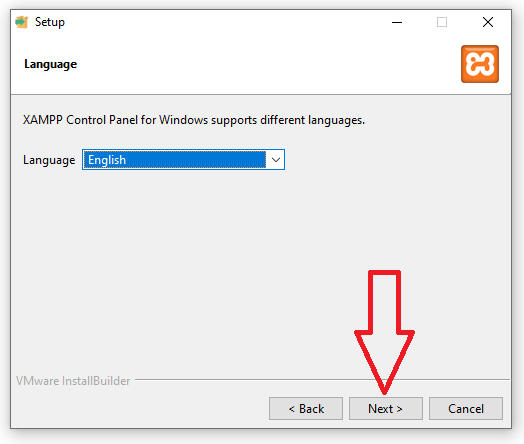 Setup
Language
XAMPP Control Panel for Windows supports different languages.
Language English
VMware InstallBuilder
< Back Next > Cancel